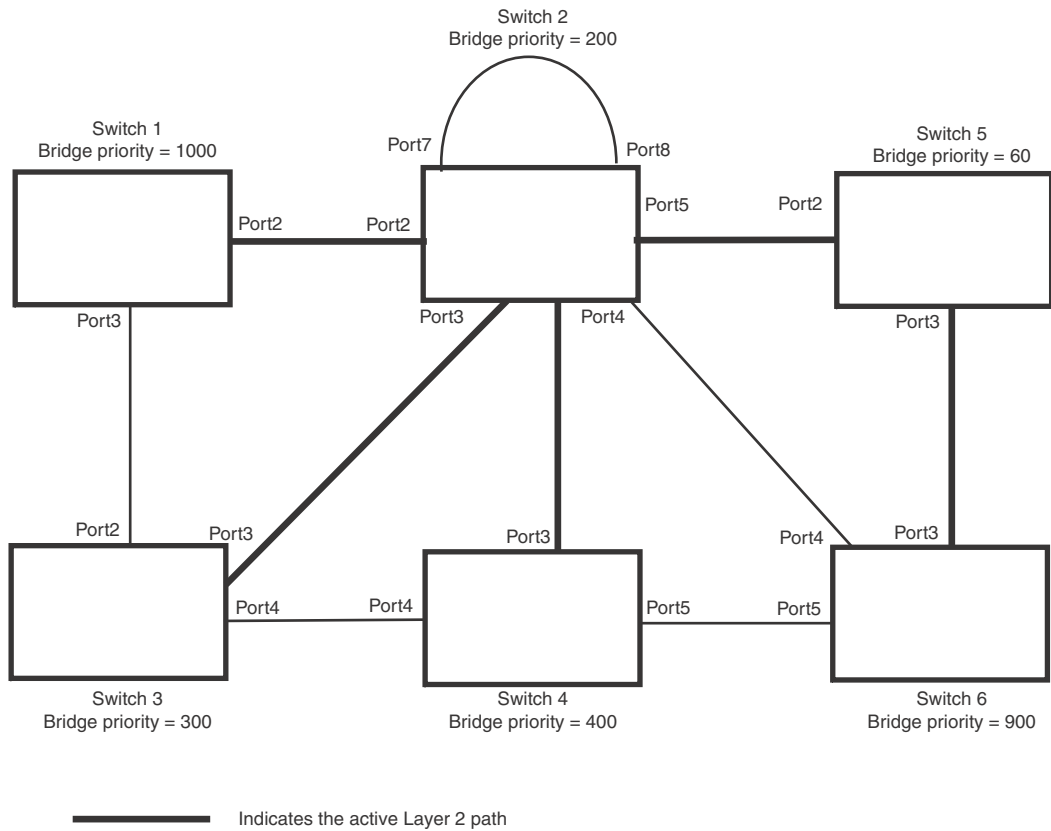 Switch 2
Bridge priority = 200
Switch 1
Bridge priority = 1000
Switch 5
Bridge priority = 60
Port7
Port8
Port2
Port2
Port5
Port2
Port3
Port3
Port4
Port3
Port2
Port3
Port3
Port4
Port3
Port4
Port4
Port5
Port5
Switch 3
Bridge priority = 300
Switch 4
Bridge priority = 400
Switch 6
Bridge priority = 900
Indicates the active Layer 2 path